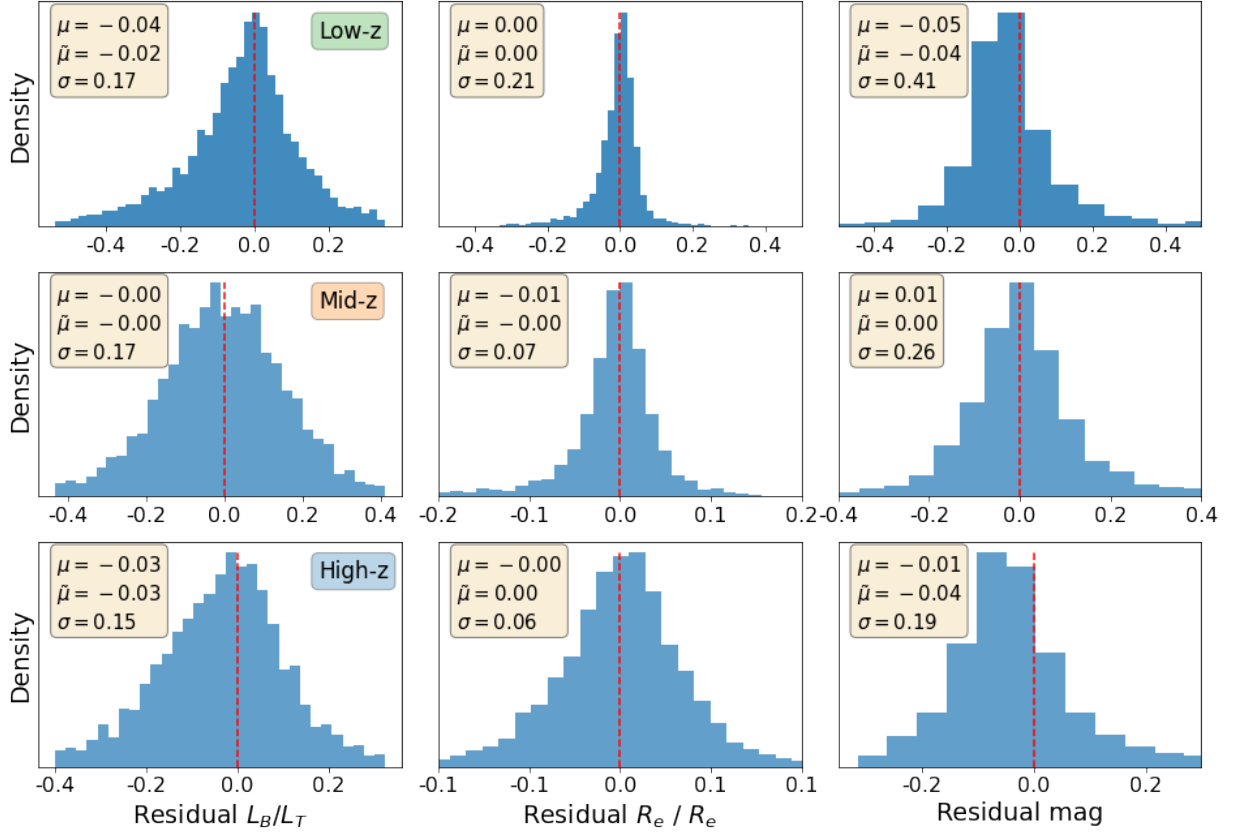 μ = −0.04
μ̃ = −0.02
σ = 0.17
Low-z
Density
-0.4 -0.2 0.0 0.2
μ = 0.00
μ̃ = 0.00
σ = 0.21
-0.4 -0.2 0.0 0.2 0.4
μ = −0.05
μ̃ = −0.04
σ = 0.41
-0.4 -0.2 0.0 0.2 0.4
μ = −0.00
μ̃ = −0.00
σ = 0.17
Mid-z
Density
-0.4 -0.2 0.0 0.2 0.4
μ = −0.01
μ̃ = −0.00
σ = 0.07
-0.2 -0.1 0.0 0.1 0.2
μ = 0.01
μ̃ = 0.00
σ = 0.26
-0.4 -0.2 0.0 0.2 0.4
μ = −0.03
μ̃ = −0.03
σ = 0.15
High-z
Density
-0.4 -0.2 0.0 0.2
Residual L_B/L_T
μ = −0.00
μ̃ = 0.00
σ = 0.06
-0.1 -0.1 0.0 0.1 0.1
Residual R_e / R_e
μ = −0.01
μ̃ = −0.04
σ = 0.19
-0.2 0.0 0.2
Residual mag